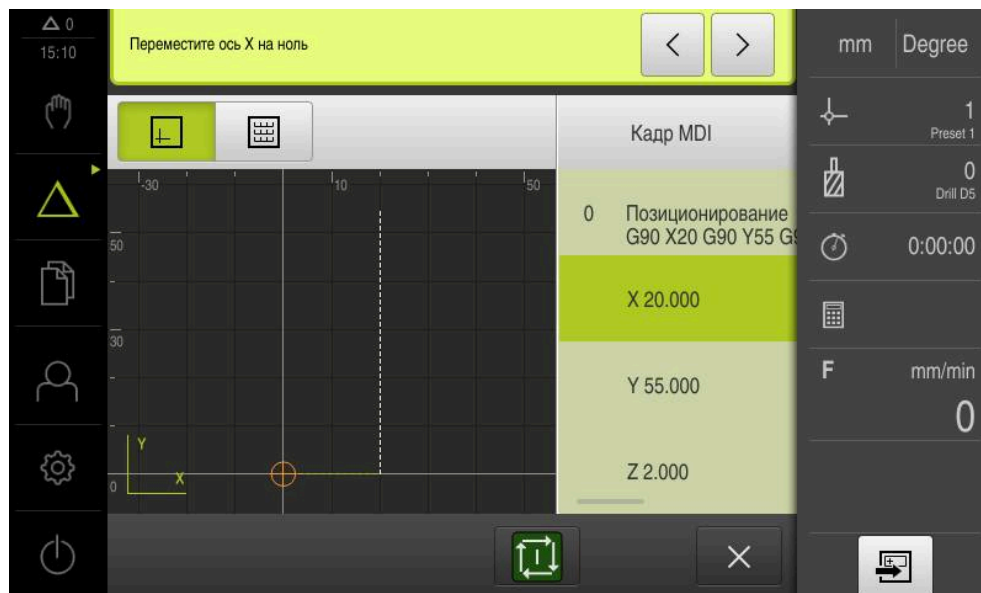 0
15:10
Переместите ось X на ноль
mm
Degree
1
Preset 1
0
Drill D5
0:00:00
F
mm/min
0
Кадр MDI
0 Позиционирование
G90 X20 G90 Y55 G9
X 20.000
Y 55.000
Z 2.000
-30
10
50
50
30
0
Y
X